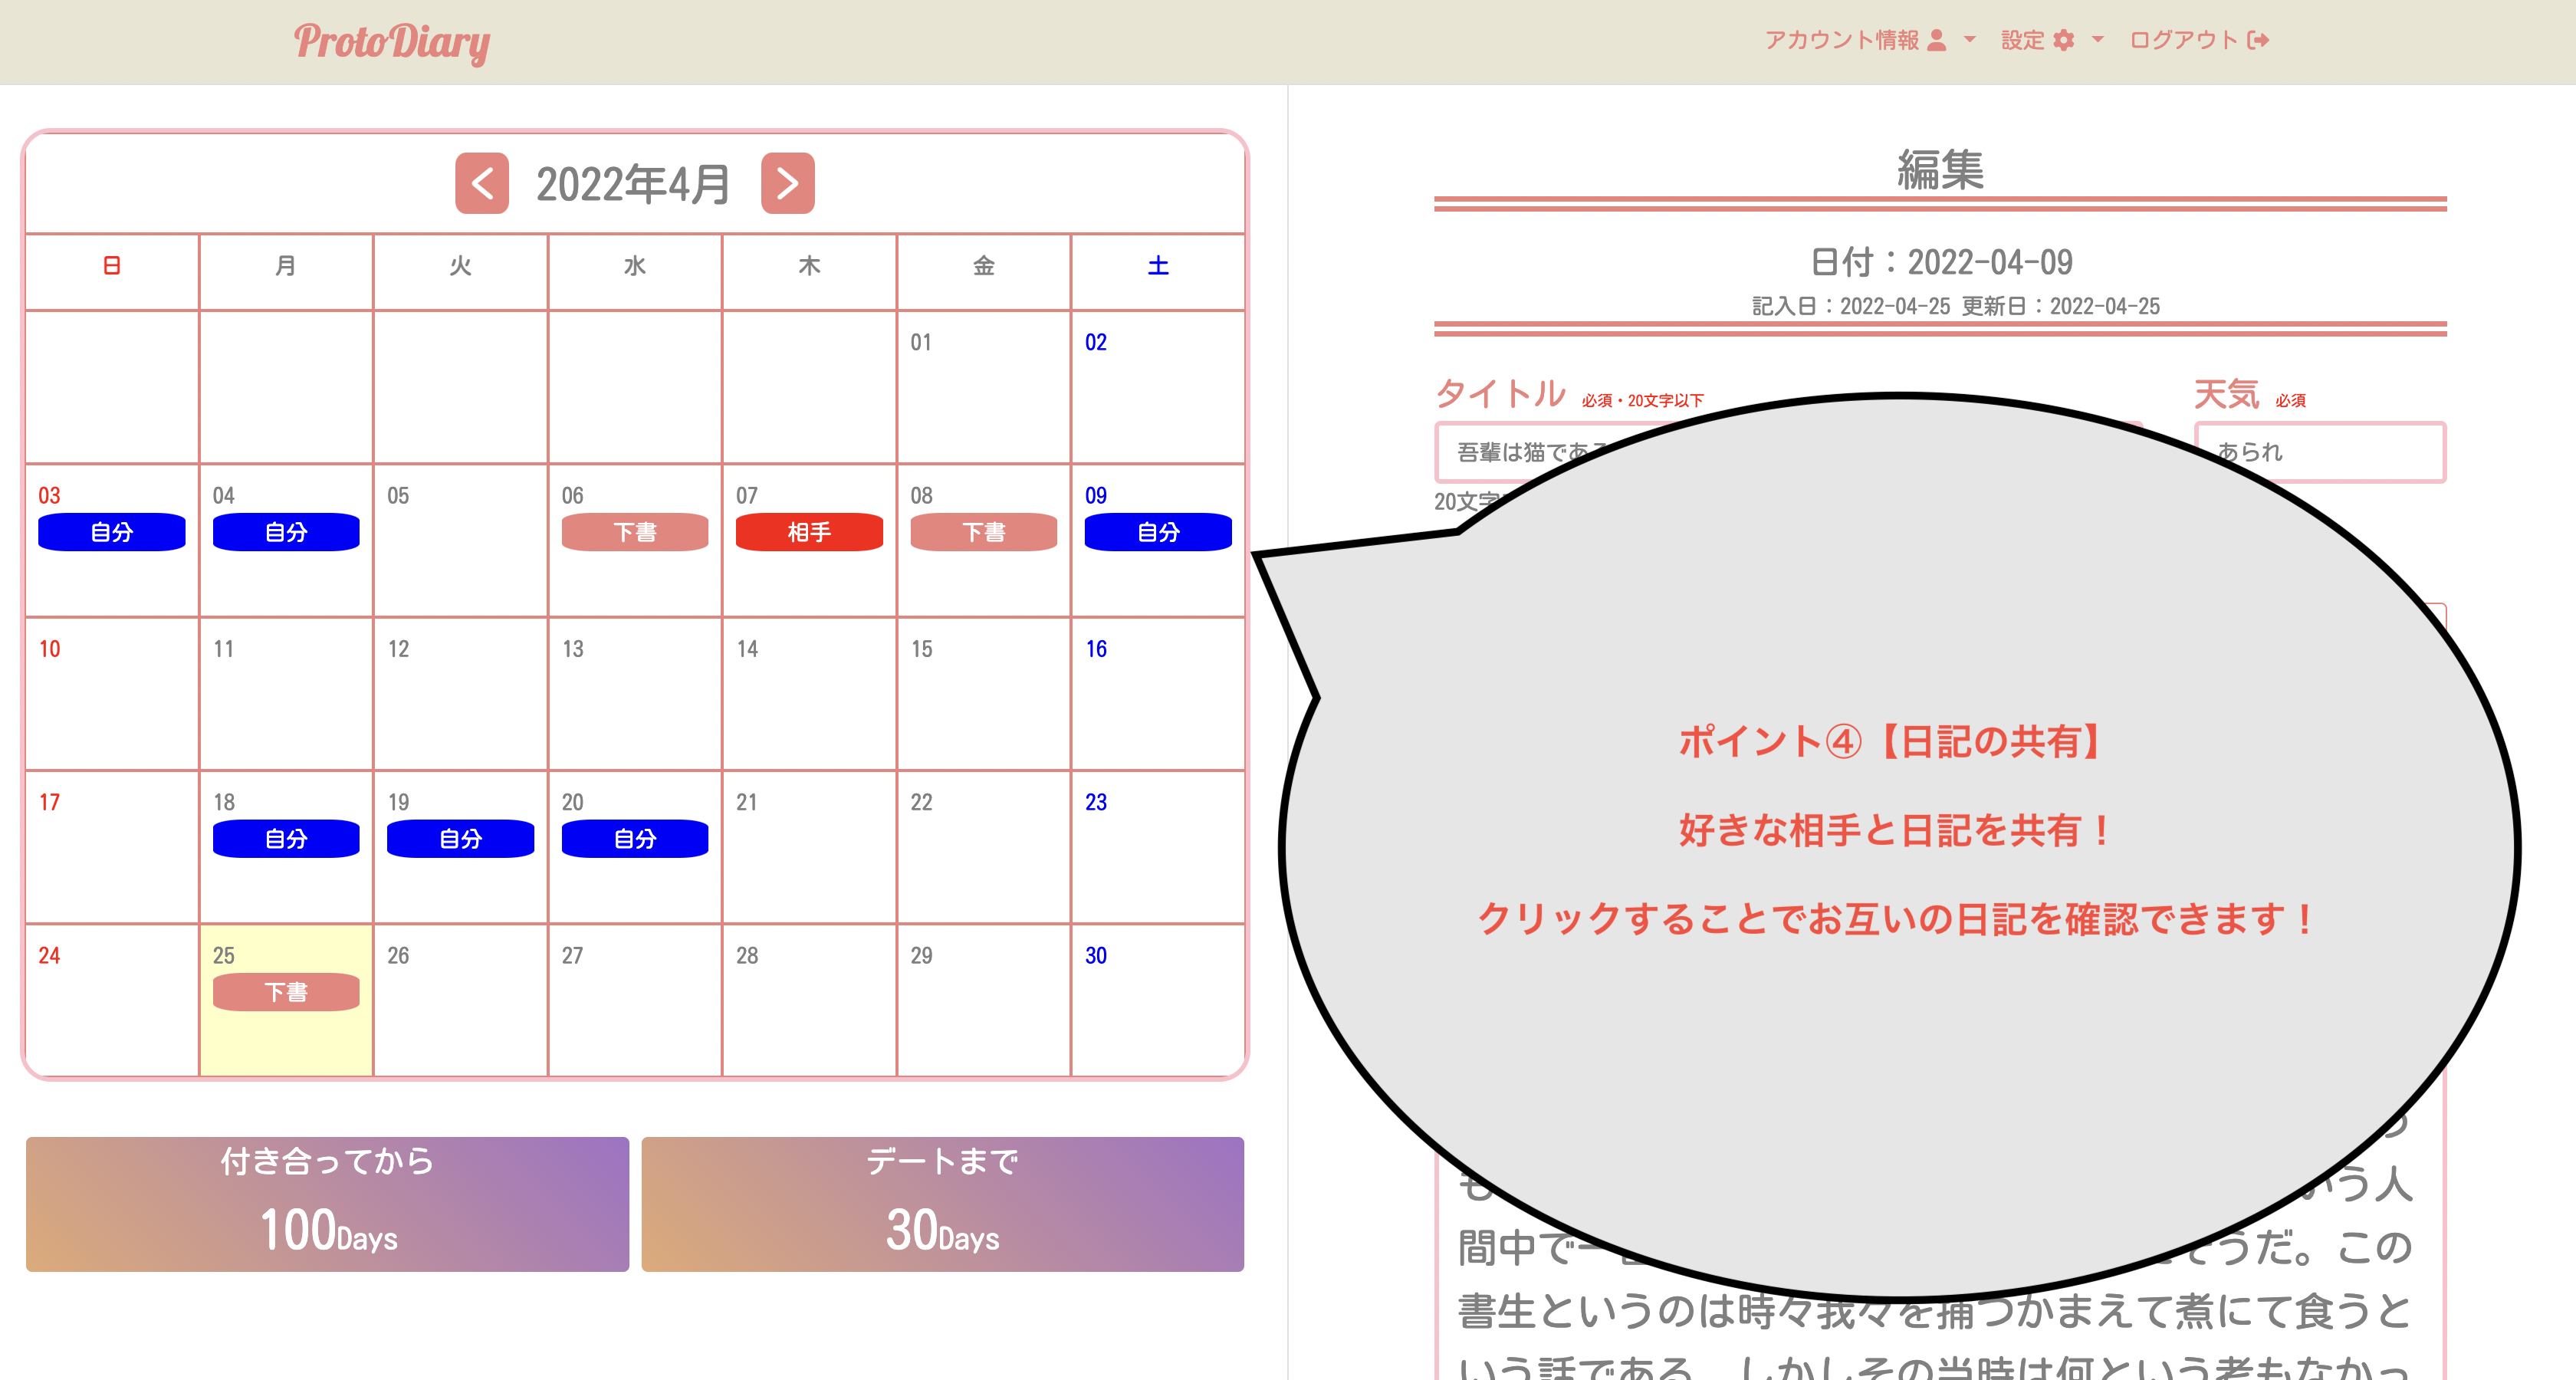 ProtoDiary
アカウント情報 設定 ログアウト
2022年4月
日 月 火 水 木 金 土
01 02
03 04 05 06 07 08 09
自分 自分 下書 相手 下書 自分
10 11 12 13 14 15 16
17 18 19 20 21 22 23
自分 自分 自分
24 25 26 27 28 29 30
下書
付き合ってから
100Days
デートまで
30Days
編集
日付：2022-04-09
記入日：2022-04-25 更新日：2022-04-25
タイトル 必須・20文字以下
天気 必須
吾輩は猫である
あられ
20文字
ポイント④【日記の共有】
好きな相手と日記を共有！
クリックすることでお互いの日記を確認できます！
も いう人
間中で一 そうだ。この
書生というのは時々我々を捕つかまえて煮にて食うと
いう話である。しかしその当時は何という考もなかっ